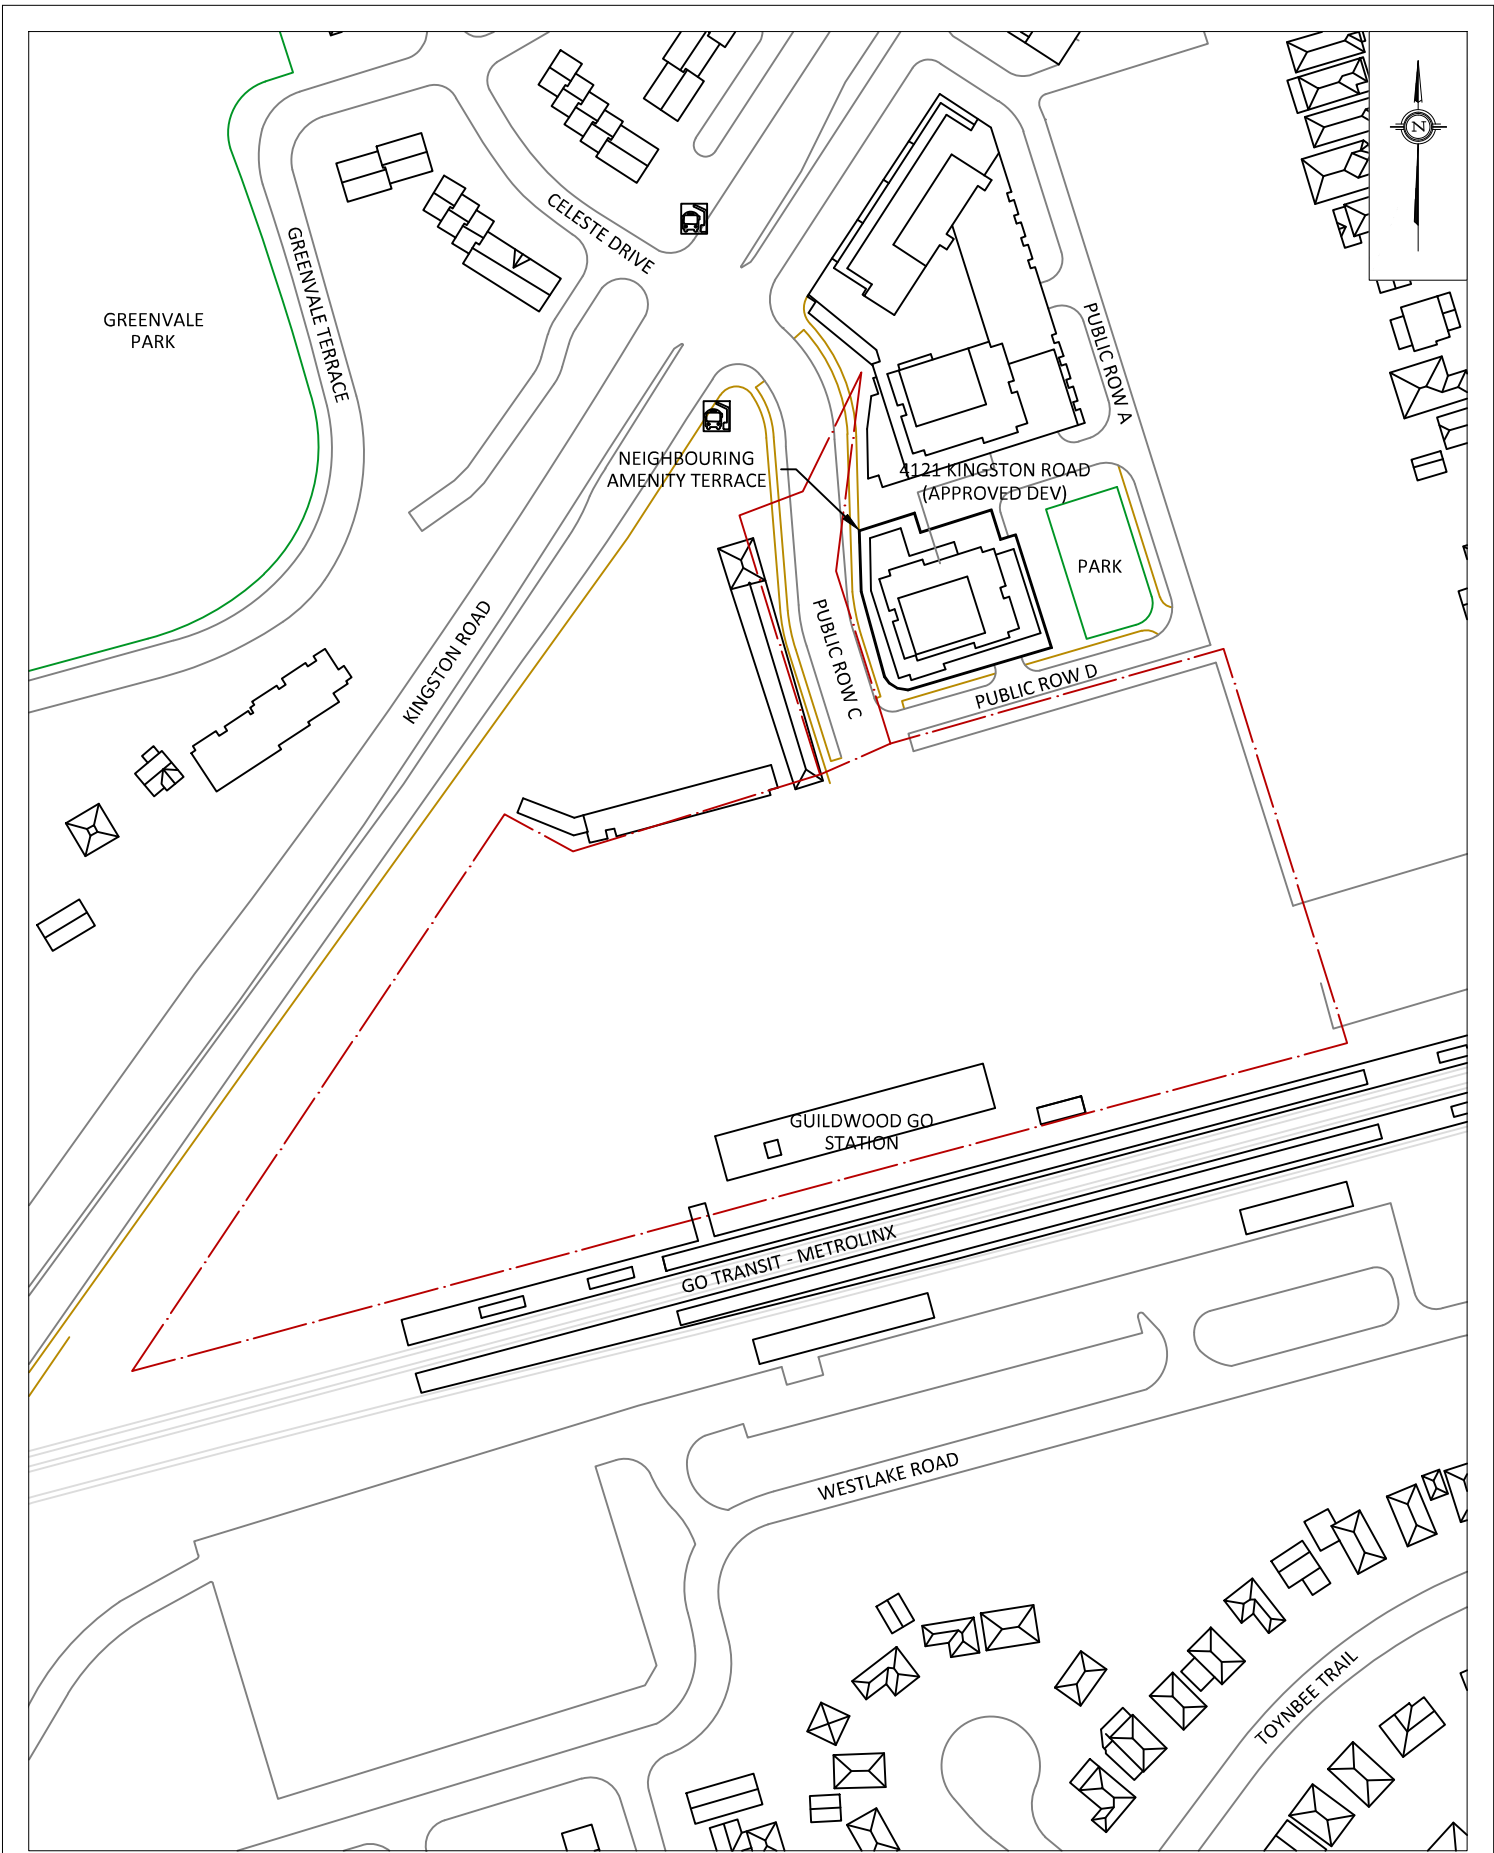 N
CELESTE DRIVE
GREENVALE TERRACE
GREENVALE
PARK
PUBLIC ROW A
NEIGHBOURING
AMENITY TERRACE
4121 KINGSTON ROAD
(APPROVED DEV)
PARK
KINGSTON ROAD
PUBLIC ROW C
PUBLIC ROW D
GUILDWOOD GO
STATION
GO TRANSIT - METROLINX
WESTLAKE ROAD
TOYNBEE TRAIL